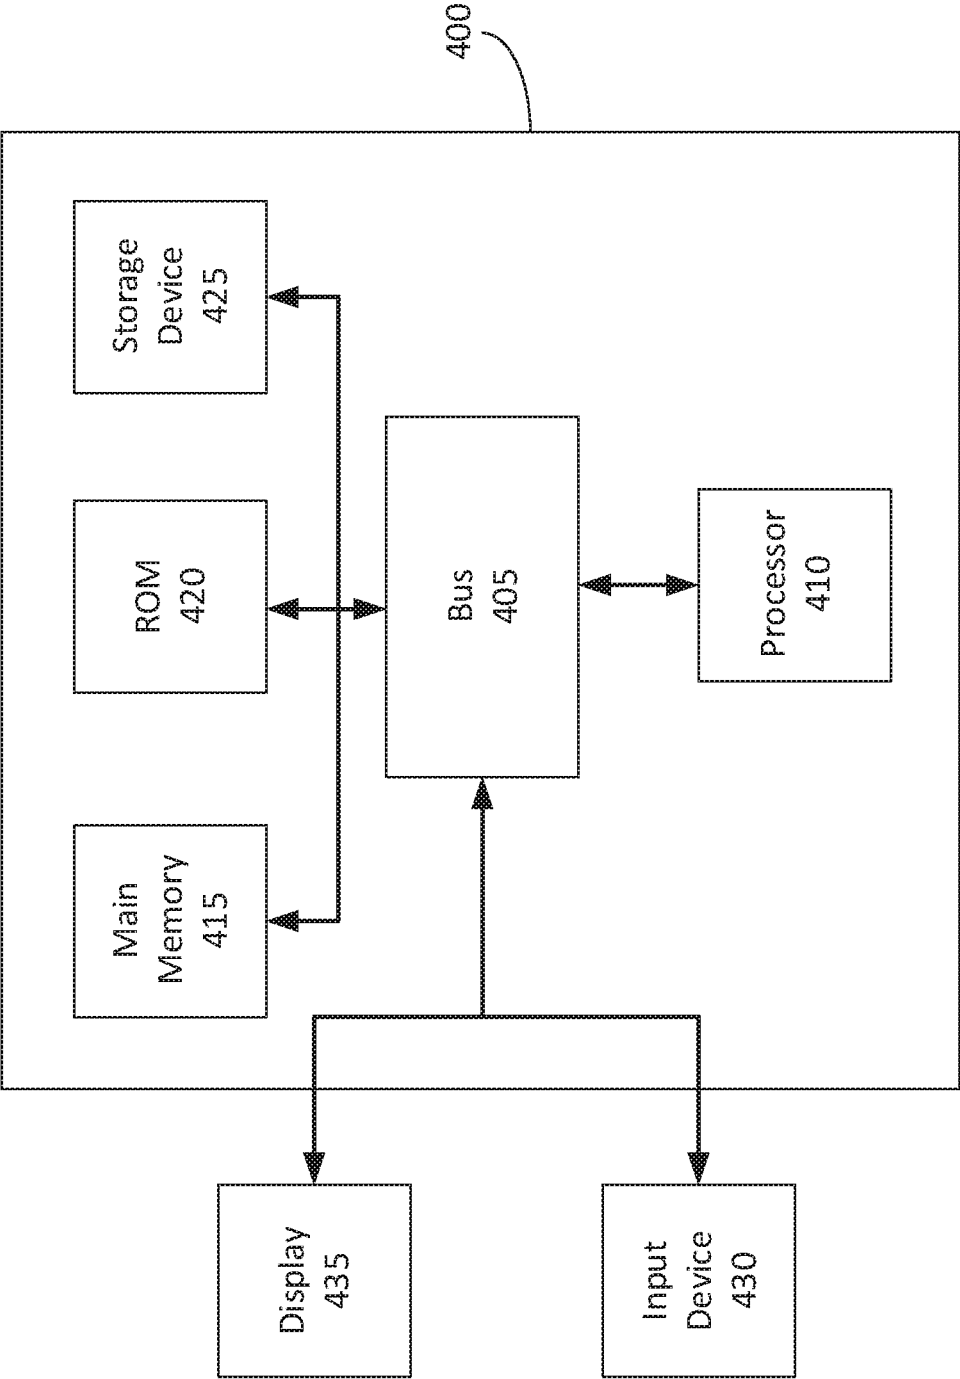 400
Main
Memory
415
ROM
420
Storage
Device
425
Display
435
Bus
405
Input
Device
430
Processor
410